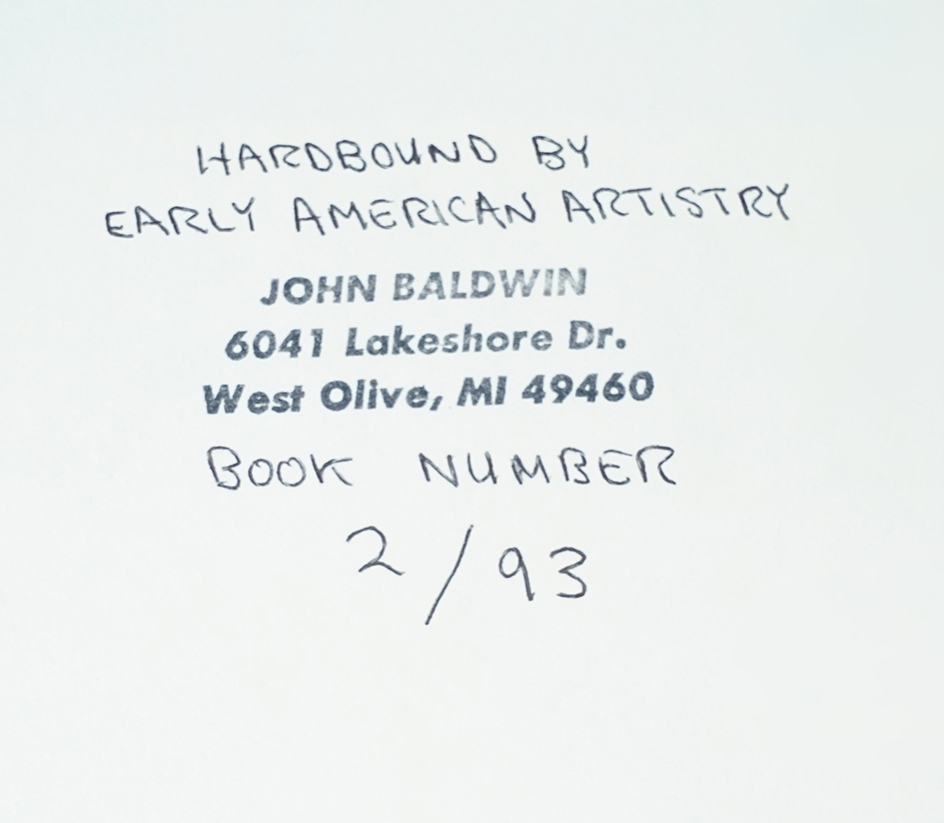 HARDBOUND BY
EARLY AMERICAN ARTISTRY
JOHN BALDWIN
6041 Lakeshore Dr.
West Olive, MI 49460
BOOK NUMBER
2/93